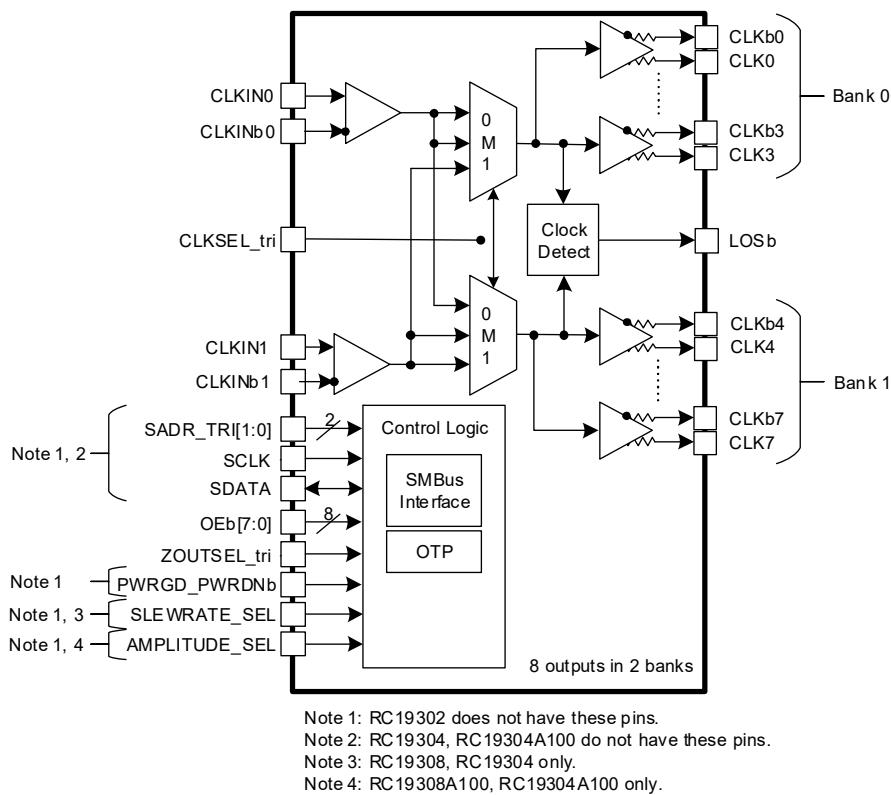 CLKb0
CLK0
Bank 0
CLKIN0
CLKINb0
0
M
1
CLKb3
CLK3
CLKSEL_tri
Clock
Detect
LOSb
0
M
1
CLKb4
CLK4
CLKIN1
CLKINb1
Bank 1
CLKb7
CLK7
Note 1, 2
SADR_TRI[1:0]
2
SCLK
SDATA
OEb[7:0]
8
ZOUTSEL_tri
Note 1
PWRGD_PWRDNb
Note 1, 3
SLEWRATE_SEL
Note 1, 4
AMPLITUDE_SEL
Control Logic
SMBus
Interface
OTP
8 outputs in 2 banks
Note 1: RC19302 does not have these pins.
Note 2: RC19304, RC19304A100 do not have these pins.
Note 3: RC19308, RC19304 only.
Note 4: RC19308A100, RC19304A100 only.